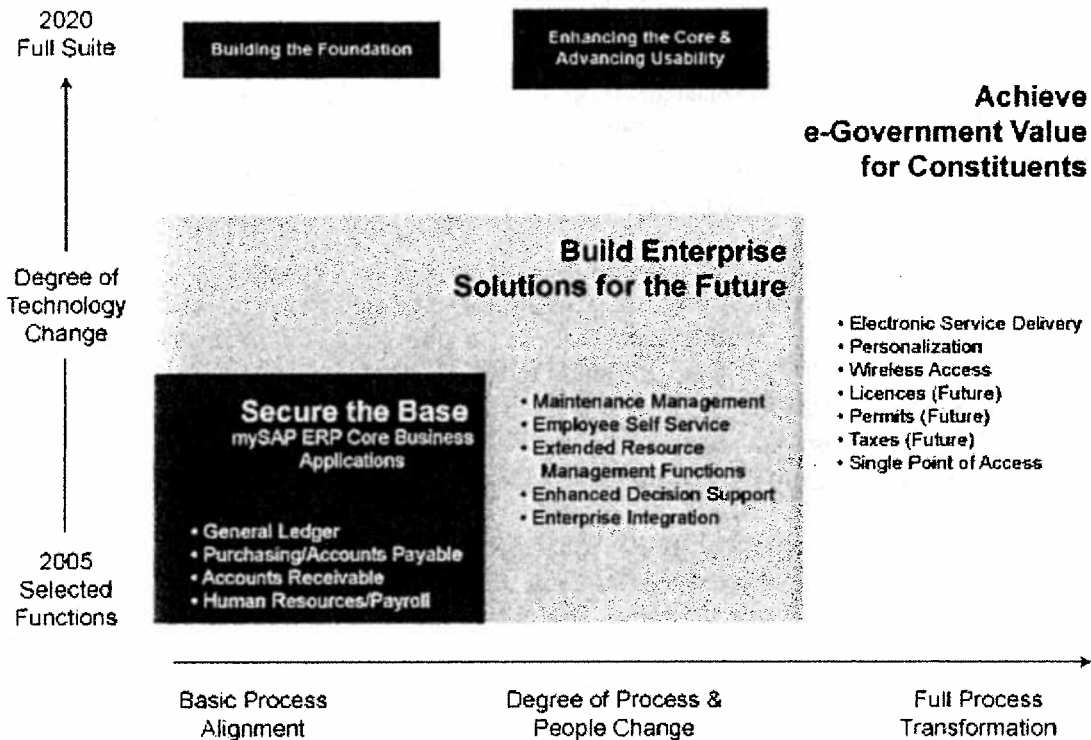 2020
Full Suite
Building the Foundation
Enhancing the Core &
Advancing Usability
Achieve
e-Government Value
for Constituents
Build Enterprise
Solutions for the Future
Degree of
Technology
Change
• Electronic Service Delivery
• Personalization
• Wireless Access
• Licences (Future)
• Permits (Future)
• Taxes (Future)
• Single Point of Access
Secure the Base
mySAP ERP Core Business
Applications
• Maintenance Management
• Employee Self Service
• Extended Resource
Management Functions
• Enhanced Decision Support
• Enterprise Integration
• General Ledger
• Purchasing/Accounts Payable
• Accounts Receivable
• Human Resources/Payroll
2005
Selected
Functions
Basic Process
Alignment
Degree of Process &
People Change
Full Process
Transformation